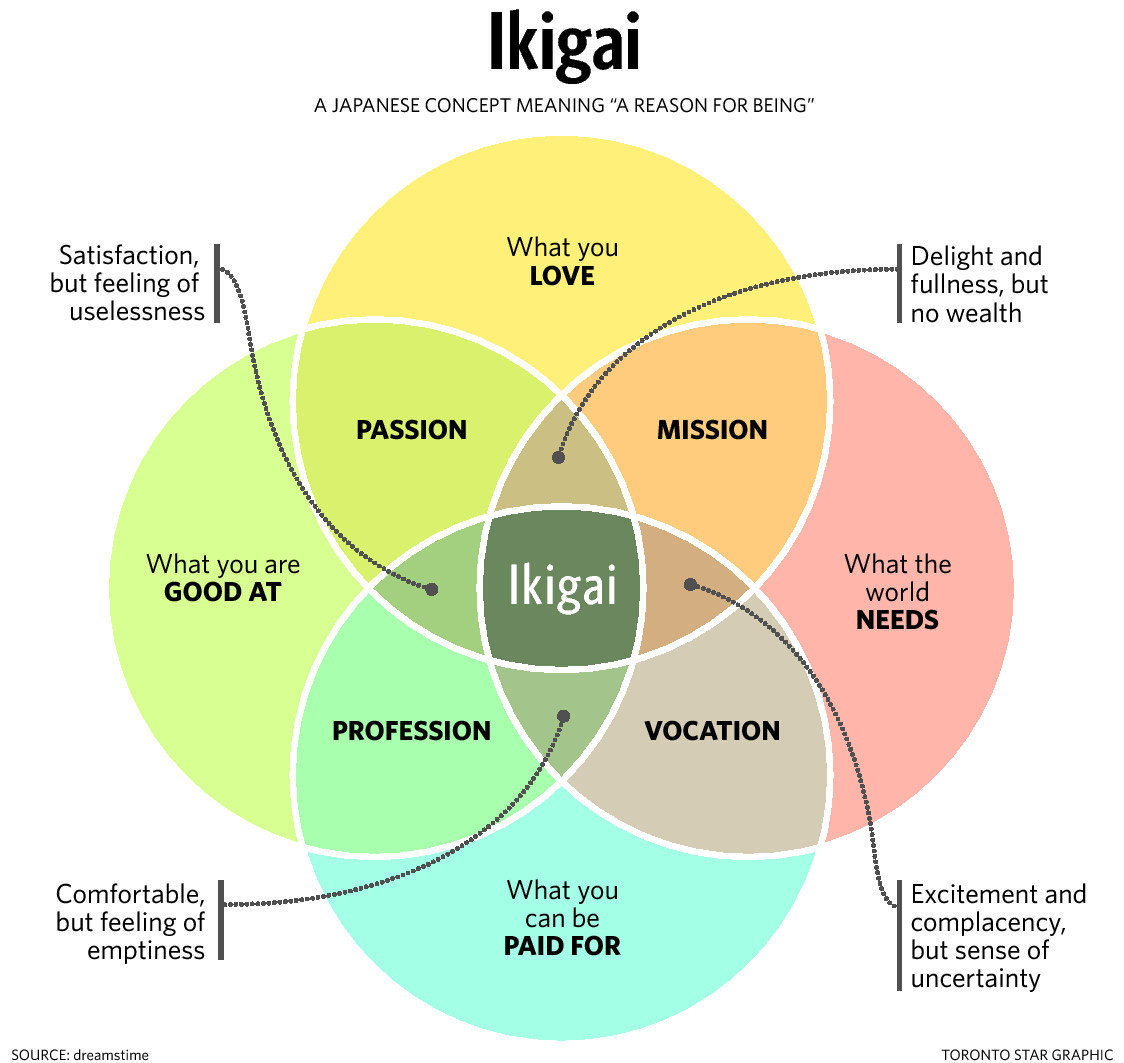 Ikigai
A JAPANESE CONCEPT MEANING “A REASON FOR BEING”
What you
LOVE
Satisfaction,
but feeling of
uselessness
Delight and
fullness, but
no wealth
PASSION
MISSION
What you are
GOOD AT
Ikigai
What the
world
NEEDS
PROFESSION
VOCATION
Comfortable,
but feeling of
emptiness
What you
can be
PAID FOR
Excitement and
complacency,
but sense of
uncertainty
SOURCE: dreamstime
TORONTO STAR GRAPHIC